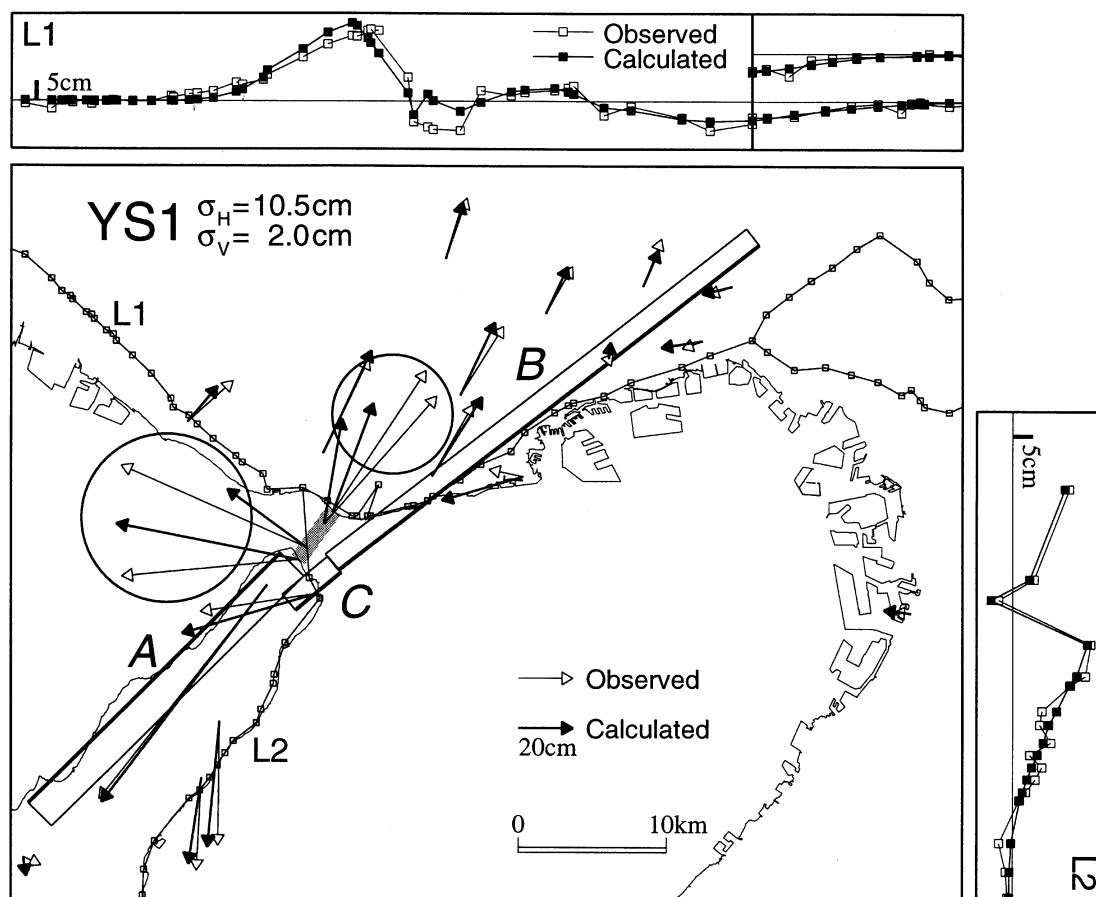 L1
Observed
Calculated
5cm
YS1
σH=10.5cm
σV= 2.0cm
L1
B
A
C
L2
Observed
Calculated
20cm
0 10km
5cm
L2